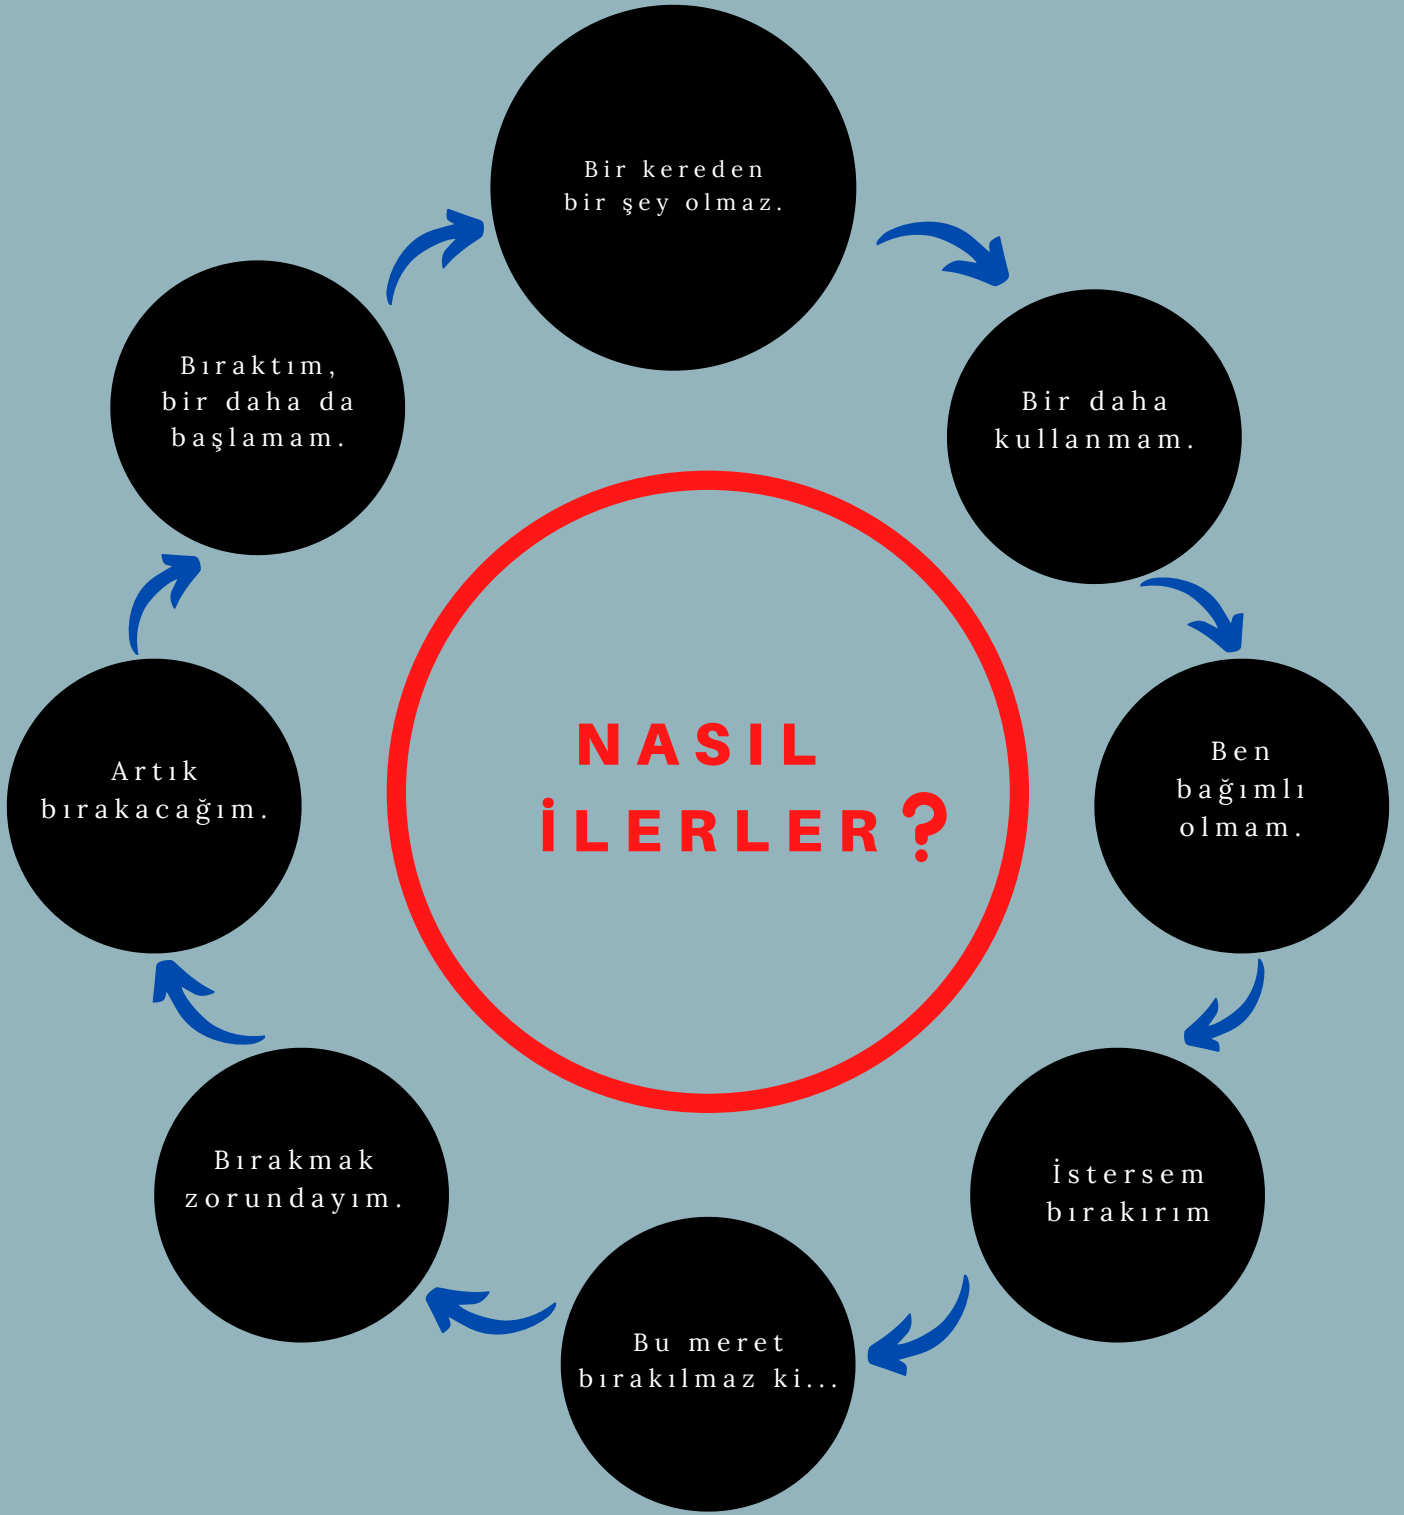 Bir kereden
bir şey olmaz.
Bir daha
kullanmam.
Ben
bağımlı
olmam.
İstersem
bırakırım
Bu meret
bırakılmaz ki...
Bırakmak
zorundayım.
Artık
bırakacağım.
Bıraktım,
bir daha da
başlamam.
NASIL
İLERLER?